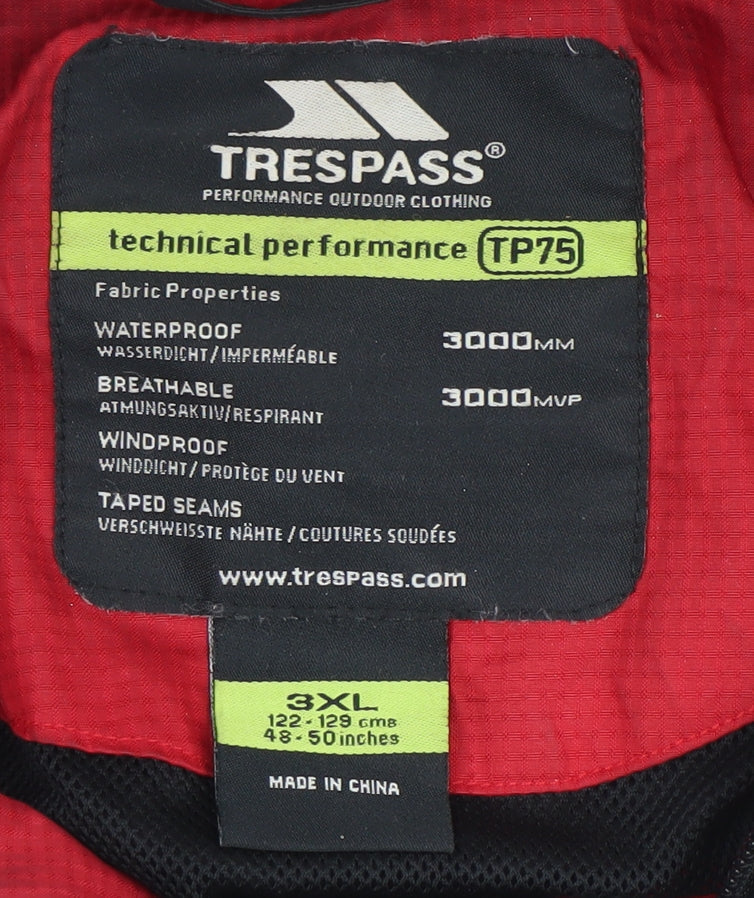 TRESPASS®
PERFORMANCE OUTDOOR CLOTHING
technical performance TP75
Fabric Properties
WATERPROOF 3000MM
WASSERDICHT/IMPERMÉABLE
BREATHABLE 3000MVP
ATMUNGSAKTIV/RESPIRANT
WINDPROOF
WINDDICHT/PROTÈGE DU VENT
TAPED SEAMS
VERSCHWEISSTE NÄHTE/COUTURES SOUDÉES
www.trespass.com
3XL
122-129 cms
48-50 inches
MADE IN CHINA